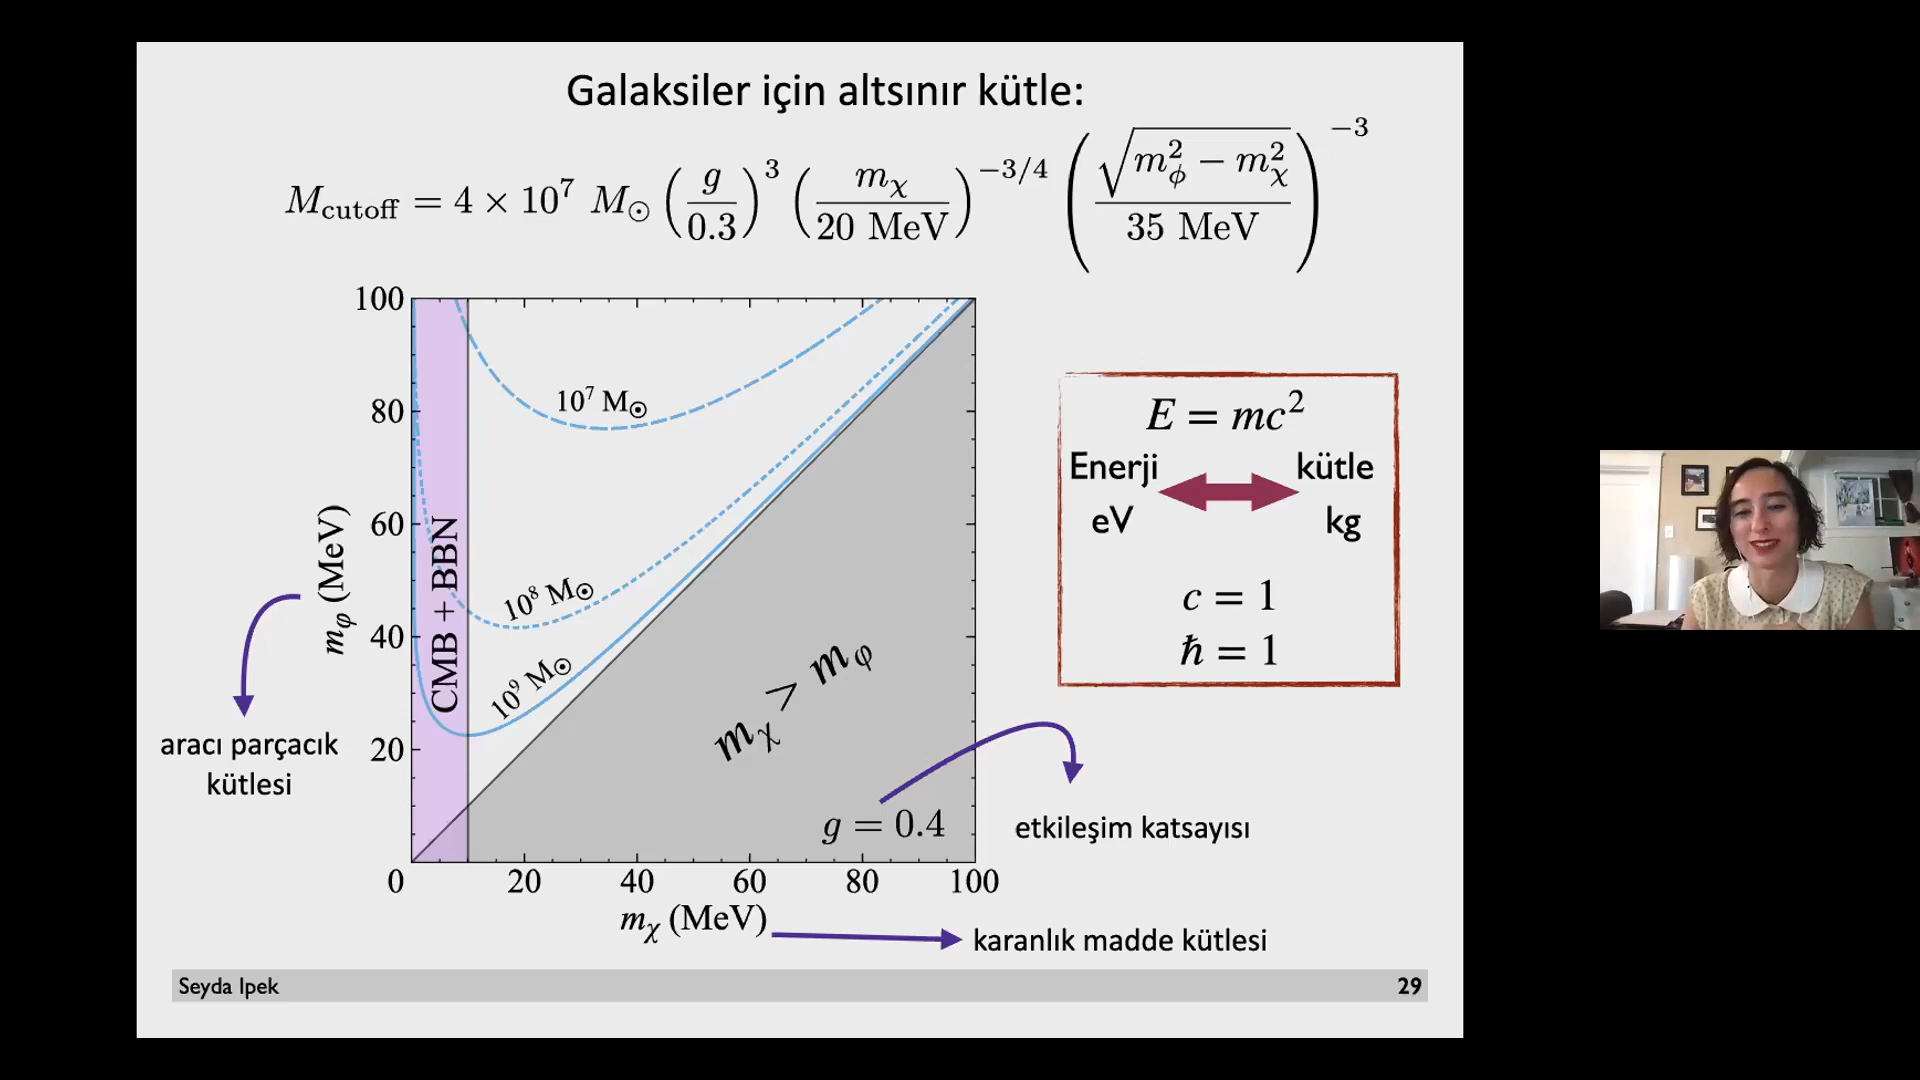 Galaksiler için altsınır kütle:
M_cutoff = 4 × 10^7 M_⊙ (g/0.3)^3 (m_χ/20 MeV)^{-3/4} (√(m_ϕ^2 − m_χ^2)/35 MeV)^{-3}
100
80
60
40
20
0
20
40
60
80
100
m_φ (MeV)
m_χ (MeV)
CMB + BBN
10^7 M_⊙
10^8 M_⊙
10^9 M_⊙
m_χ > m_φ
g = 0.4
aracı parçacık
kütlesi
etkileşim katsayısı
karanlık madde kütlesi
E = mc^2
Enerji kütle
eV kg
c = 1
ħ = 1
Seyda Ipek 29